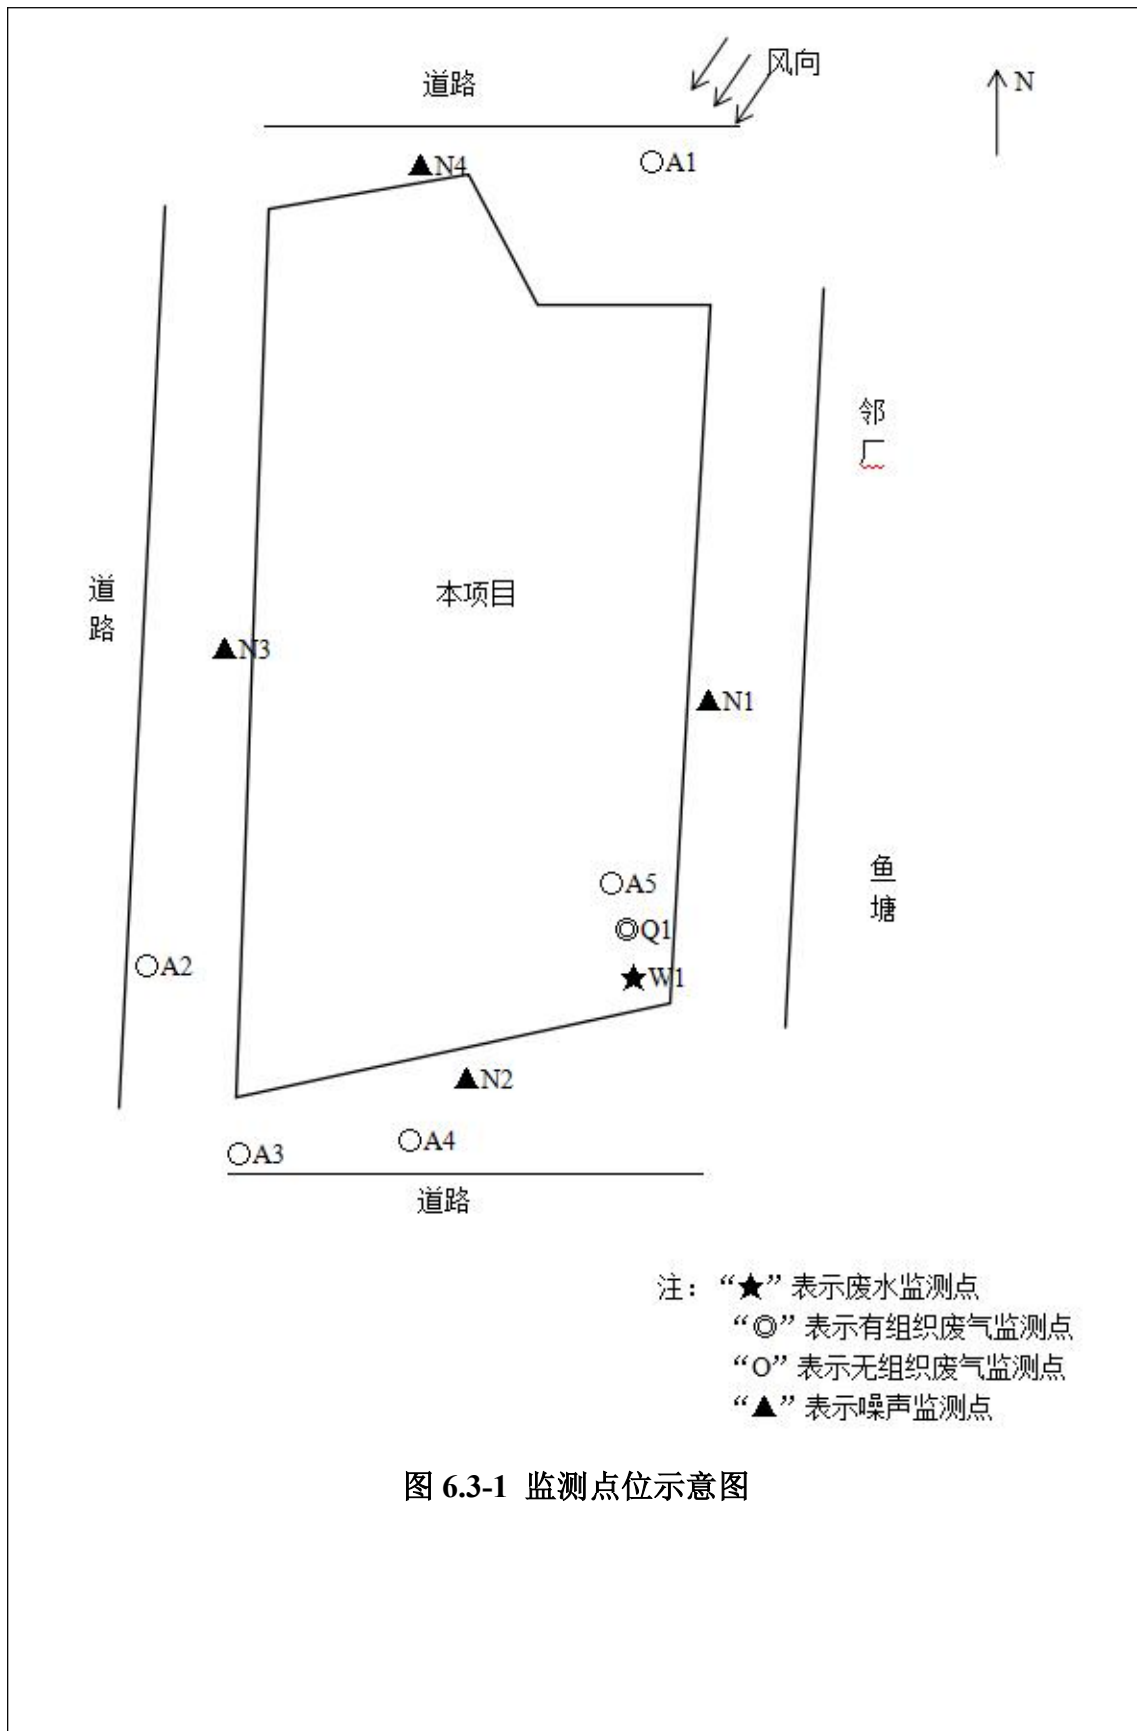 风向
道路
N
▲N4
○A1
邻
厂
道
路
本项目
▲N3
▲N1
○A5
鱼
塘
◎Q1
○A2
★W1
▲N2
○A4
○A3
道路
注：“★”表示废水监测点
“◎”表示有组织废气监测点
“O”表示无组织废气监测点
“▲”表示噪声监测点
图 6.3-1 监测点位示意图